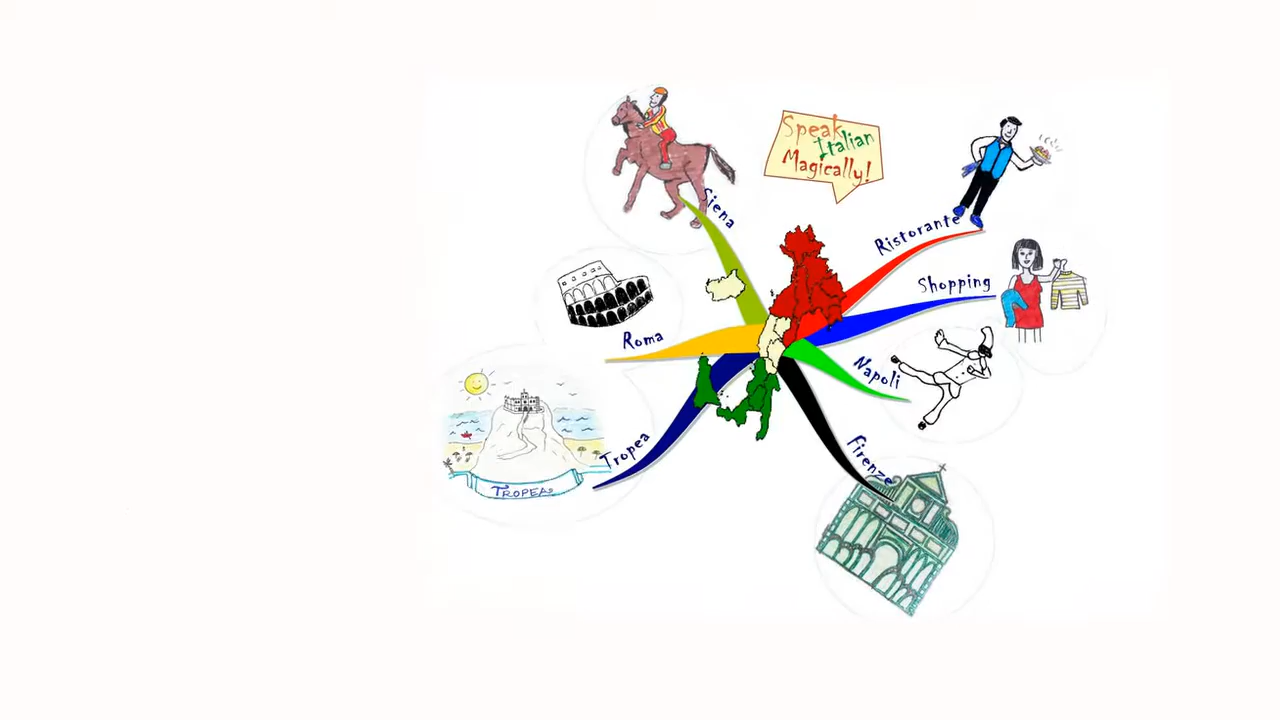 Speak
Italian
Magically!
Siena
Ristorante
Shopping
Roma
Napoli
Tropea
TROPEA
Firenze